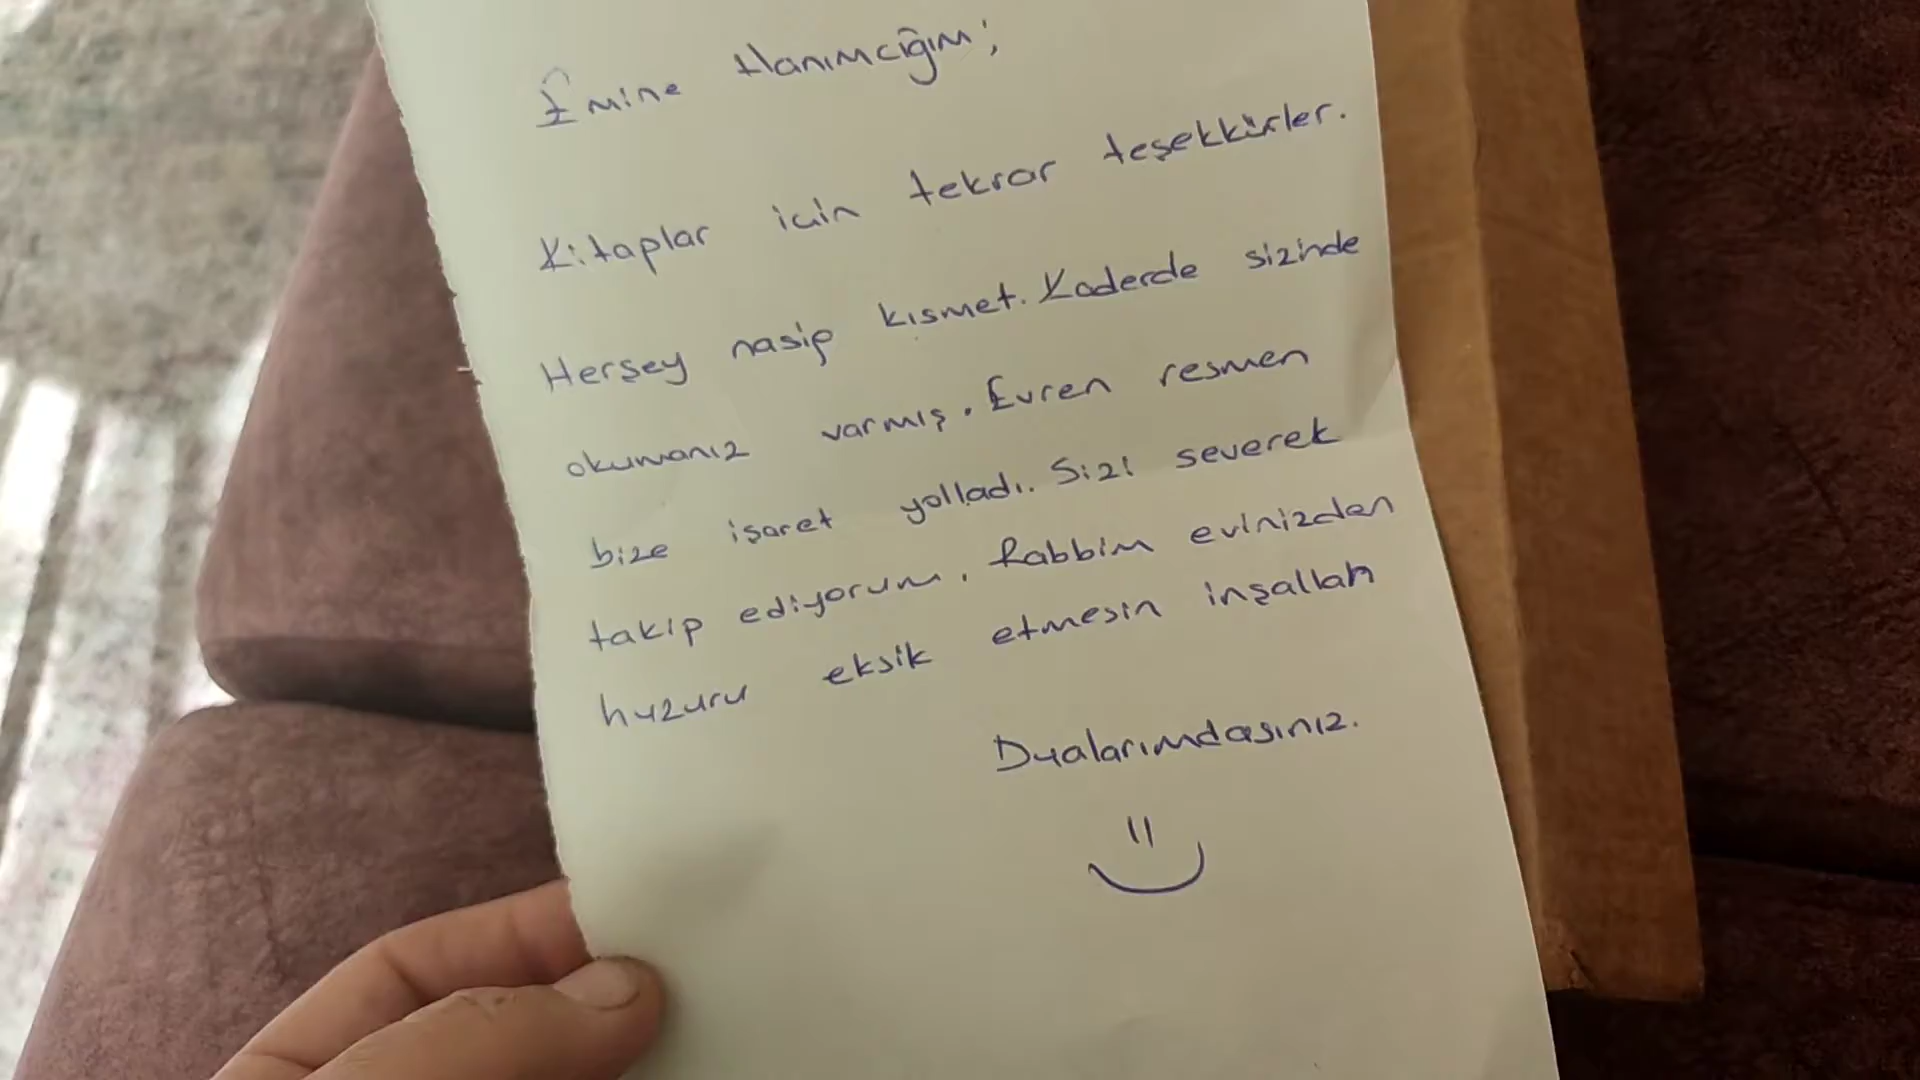 Emine Hanımcığım;
Kitaplar için tekrar teşekkürler.
Herşey nasip kısmet. Kaderde sizinde
okumanız varmış. Evren resmen
bize işaret yolladı. Sizi severek
takip ediyorum. Rabbim evinizden
huzuru eksik etmesin inşallah
Dualarımdasınız.